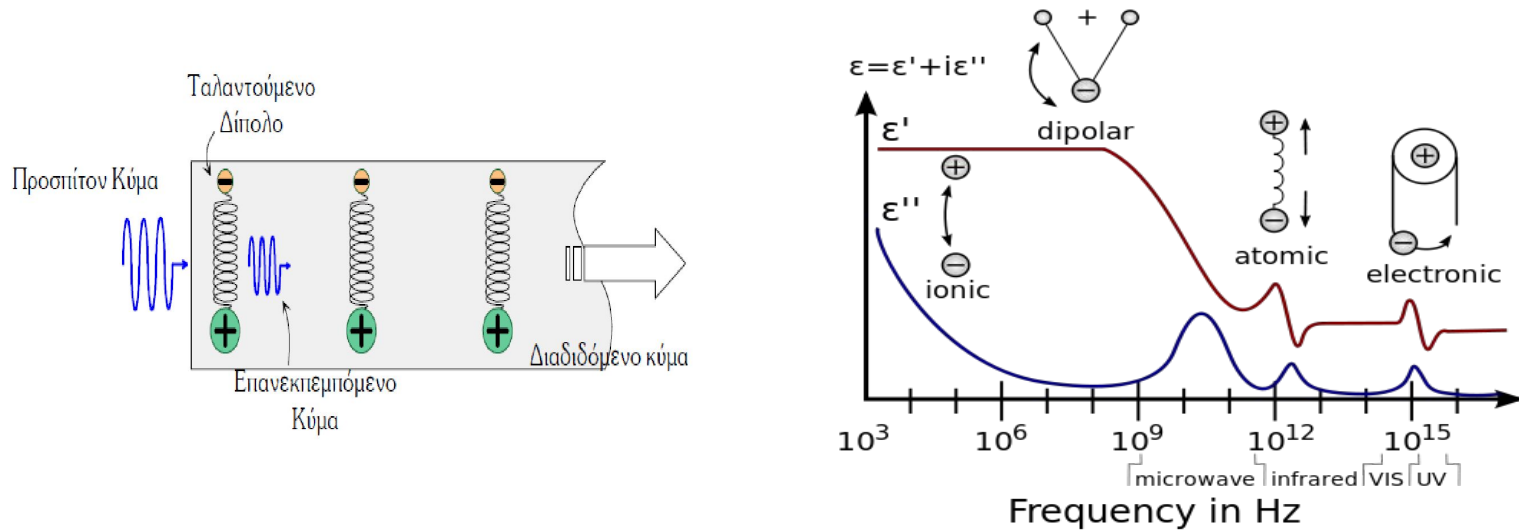 Ταλαντούμενο
Δίπολο
Προσπίτον Κύμα
Επανεκπεμπόμενο
Κύμα
Διαδιδόμενο κύμα
ε=ε'+iε''
ε'
ε''
+
−
dipolar
+
−
ionic
+
−
atomic
+
−
electronic
10³ 10⁶ 10⁹ 10¹² 10¹⁵
microwave infrared VIS UV
Frequency in Hz